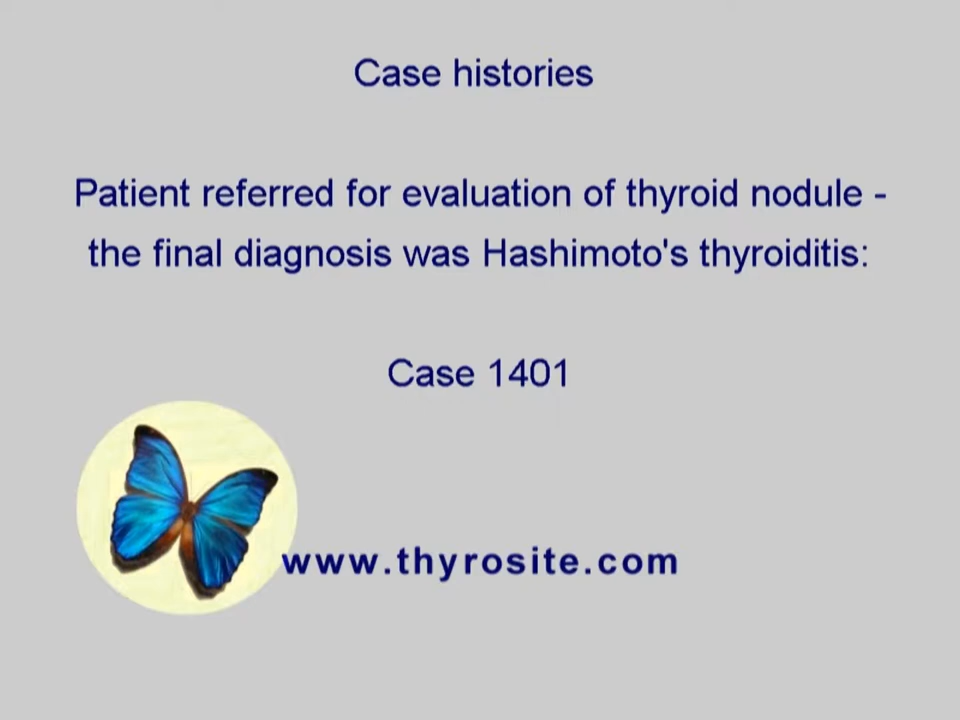 Case histories
Patient referred for evaluation of thyroid nodule -
the final diagnosis was Hashimoto's thyroiditis:
Case 1401
www.thyrosite.com